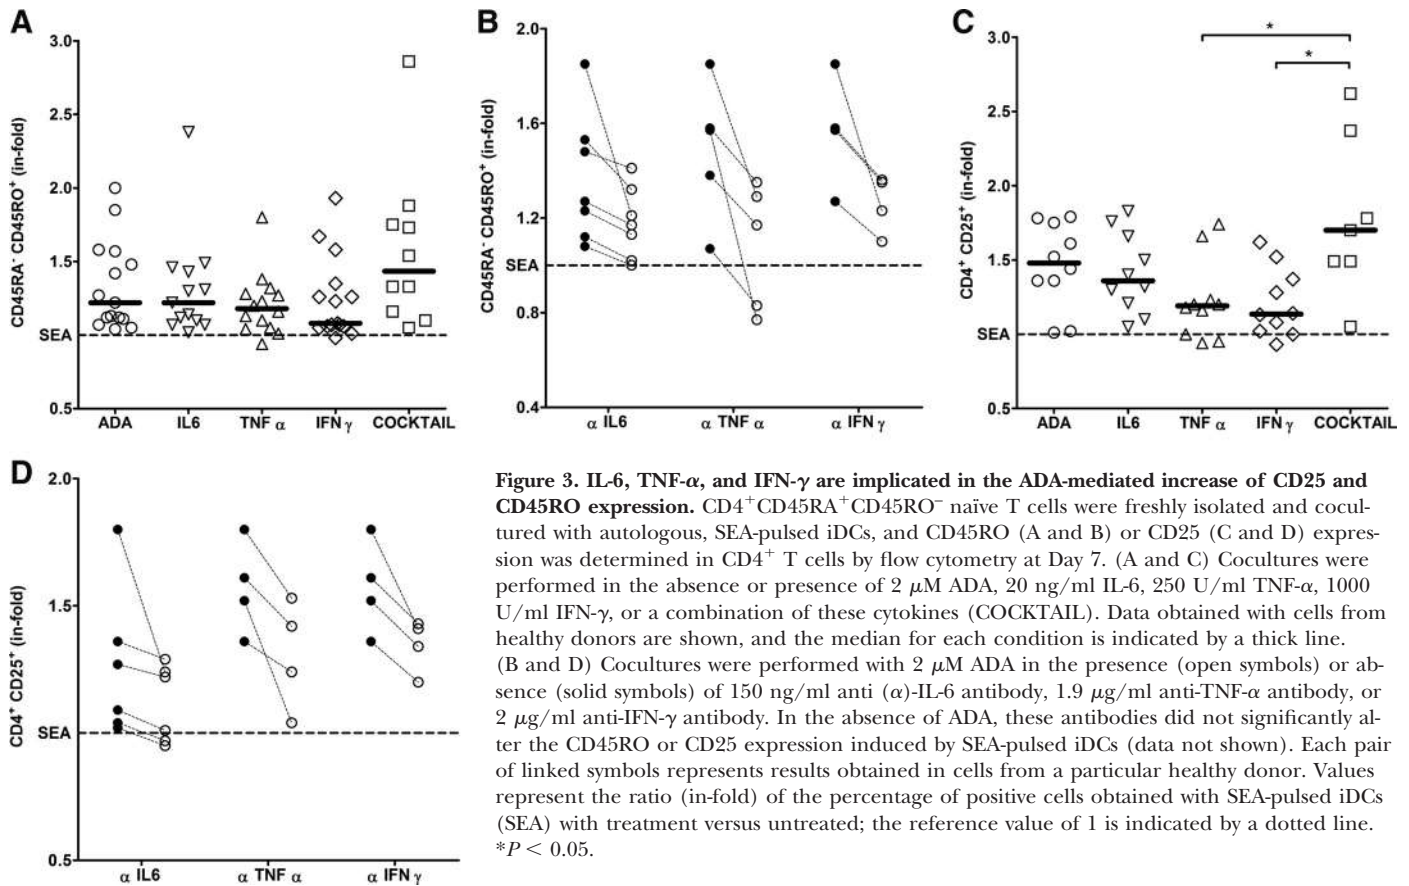 A
CD45RA- CD45RO+ (in-fold)
3.0
2.5
2.0
1.5
SEA
0.5
ADA IL6 TNF α IFN γ COCKTAIL
B
CD45RA- CD45RO+ (in-fold)
2.0
1.6
1.2
SEA
0.8
0.4
α IL6 α TNF α α IFN γ
C
CD4+ CD25+ (in-fold)
3.0
2.5
2.0
1.5
SEA
0.5
* 
*
ADA IL6 TNF α IFN γ COCKTAIL
D
CD4+ CD25+ (in-fold)
2.0
1.5
SEA
0.5
α IL6 α TNF α α IFN γ
Figure 3. IL-6, TNF-α, and IFN-γ are implicated in the ADA-mediated increase of CD25 and
CD45RO expression. CD4+CD45RA+CD45RO− naïve T cells were freshly isolated and cocul-
tured with autologous, SEA-pulsed iDCs, and CD45RO (A and B) or CD25 (C and D) expres-
sion was determined in CD4+ T cells by flow cytometry at Day 7. (A and C) Cocultures were
performed in the absence or presence of 2 μM ADA, 20 ng/ml IL-6, 250 U/ml TNF-α, 1000
U/ml IFN-γ, or a combination of these cytokines (COCKTAIL). Data obtained with cells from
healthy donors are shown, and the median for each condition is indicated by a thick line.
(B and D) Cocultures were performed with 2 μM ADA in the presence (open symbols) or ab-
sence (solid symbols) of 150 ng/ml anti (α)-IL-6 antibody, 1.9 μg/ml anti-TNF-α antibody, or
2 μg/ml anti-IFN-γ antibody. In the absence of ADA, these antibodies did not significantly al-
ter the CD45RO or CD25 expression induced by SEA-pulsed iDCs (data not shown). Each pair
of linked symbols represents results obtained in cells from a particular healthy donor. Values
represent the ratio (in-fold) of the percentage of positive cells obtained with SEA-pulsed iDCs
(SEA) with treatment versus untreated; the reference value of 1 is indicated by a dotted line.
*P < 0.05.